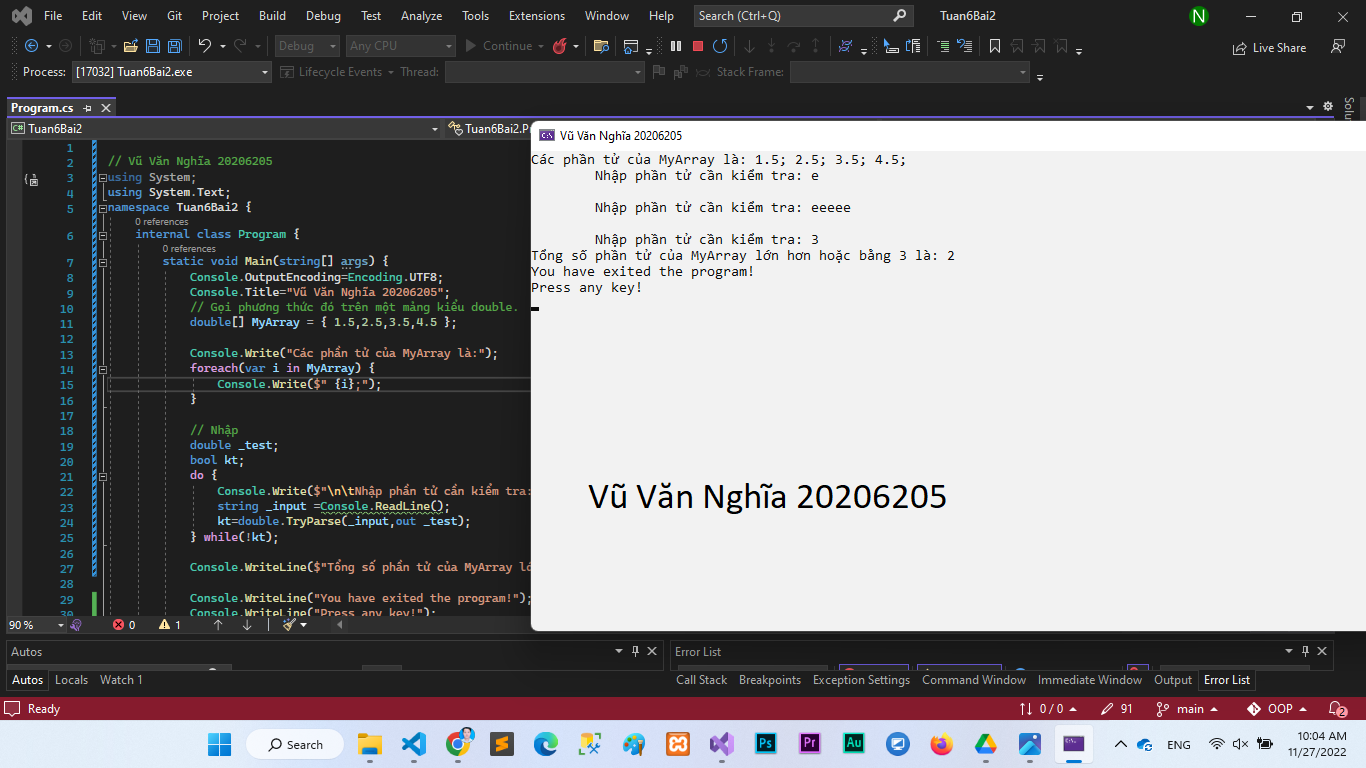 File Edit View Git Project Build Debug Test Analyze Tools Extensions Window Help Search (Ctrl+Q) Tuan6Bai2 N
Debug Any CPU Continue Live Share
Process: [17032] Tuan6Bai2.exe Lifecycle Events Thread: Stack Frame:
Program.cs
C# Tuan6Bai2 Tuan6Bai2.Pr
1
2 // Vũ Văn Nghĩa 20206205
3 using System;
4 using System.Text;
5 namespace Tuan6Bai2 {
0 references
6 internal class Program {
0 references
7 static void Main(string[] args) {
8 Console.OutputEncoding=Encoding.UTF8;
9 Console.Title="Vũ Văn Nghĩa 20206205";
10 // Gọi phương thức đó trên một mảng kiểu double.
11 double[] MyArray = { 1.5,2.5,3.5,4.5 };
12
13 Console.Write("Các phần tử của MyArray là:");
14 foreach(var i in MyArray) {
15 Console.Write($" {i};");
16 }
17
18 // Nhập
19 double _test;
20 bool kt;
21 do {
22 Console.Write($"\n\tNhập phần tử cần kiểm tra:
23 string _input =Console.ReadLine();
24 kt=double.TryParse(_input,out _test);
25 } while(!kt);
26
27 Console.WriteLine($"Tổng số phần tử của MyArray lớ
28
29 Console.WriteLine("You have exited the program!");
30 Console.WriteLine("Press any key!");
Vũ Văn Nghĩa 20206205
Các phần tử của MyArray là: 1.5; 2.5; 3.5; 4.5;
Nhập phần tử cần kiểm tra: e
Nhập phần tử cần kiểm tra: eeeee
Nhập phần tử cần kiểm tra: 3
Tổng số phần tử của MyArray lớn hơn hoặc bằng 3 là: 2
You have exited the program!
Press any key!
Vũ Văn Nghĩa 20206205
90 % 0 1
Autos Error List
Autos Locals Watch 1 Call Stack Breakpoints Exception Settings Command Window Immediate Window Output Error List
Ready 0 / 0 91 main OOP 2
Search Ps Pr Au ENG 10:04 AM
11/27/2022